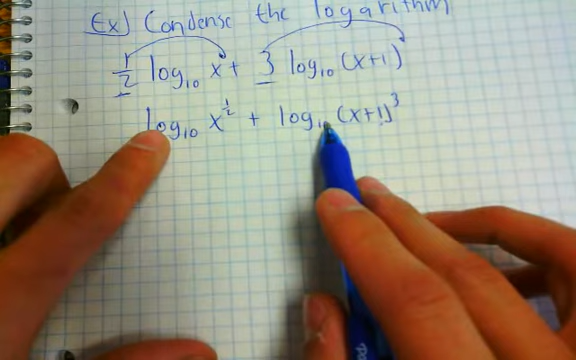 Ex) Condense the logarithm
1/2 log₁₀ x + 3 log₁₀ (x+1)
log₁₀ x^½ + log₁₀ (x+1)³